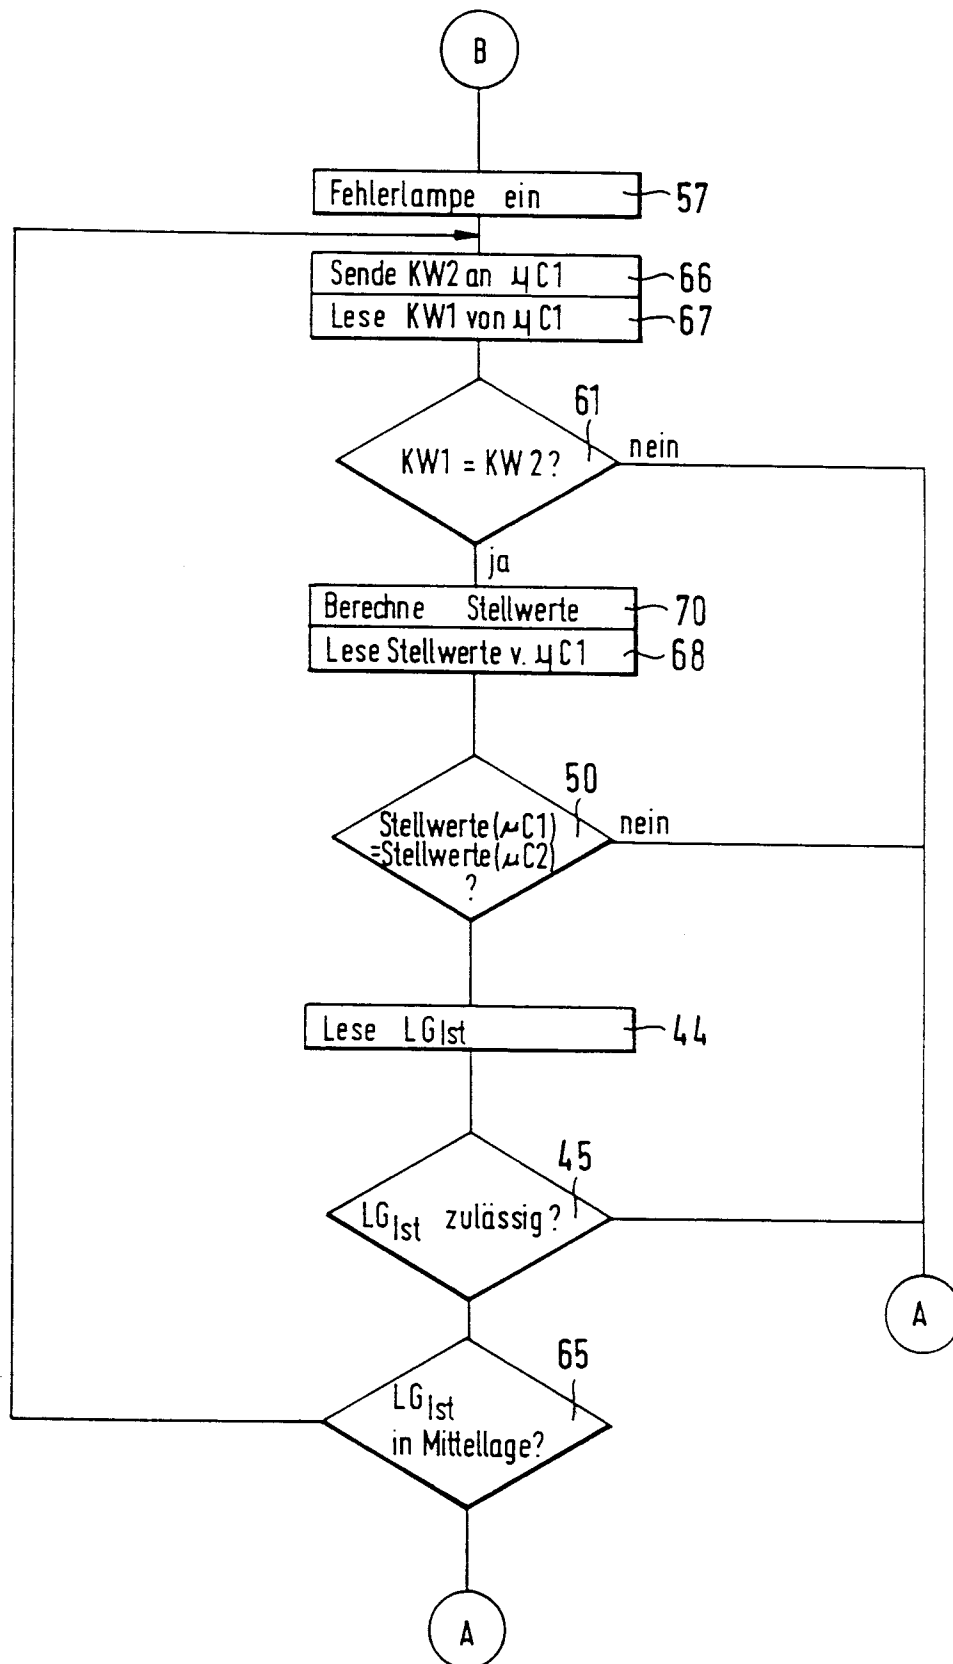 B
Fehlerlampe ein
57
Sende KW2 an μC1
66
Lese KW1 von μC1
67
61
KW1 = KW2?
nein
ja
Berechne Stellwerte
70
Lese Stellwerte v. μC1
68
50
Stellwerte(μC1)
=Stellwerte(μC2)
?
nein
Lese LGIst
44
45
LGIst zulässig?
A
65
LGIst
in Mittellage?
A